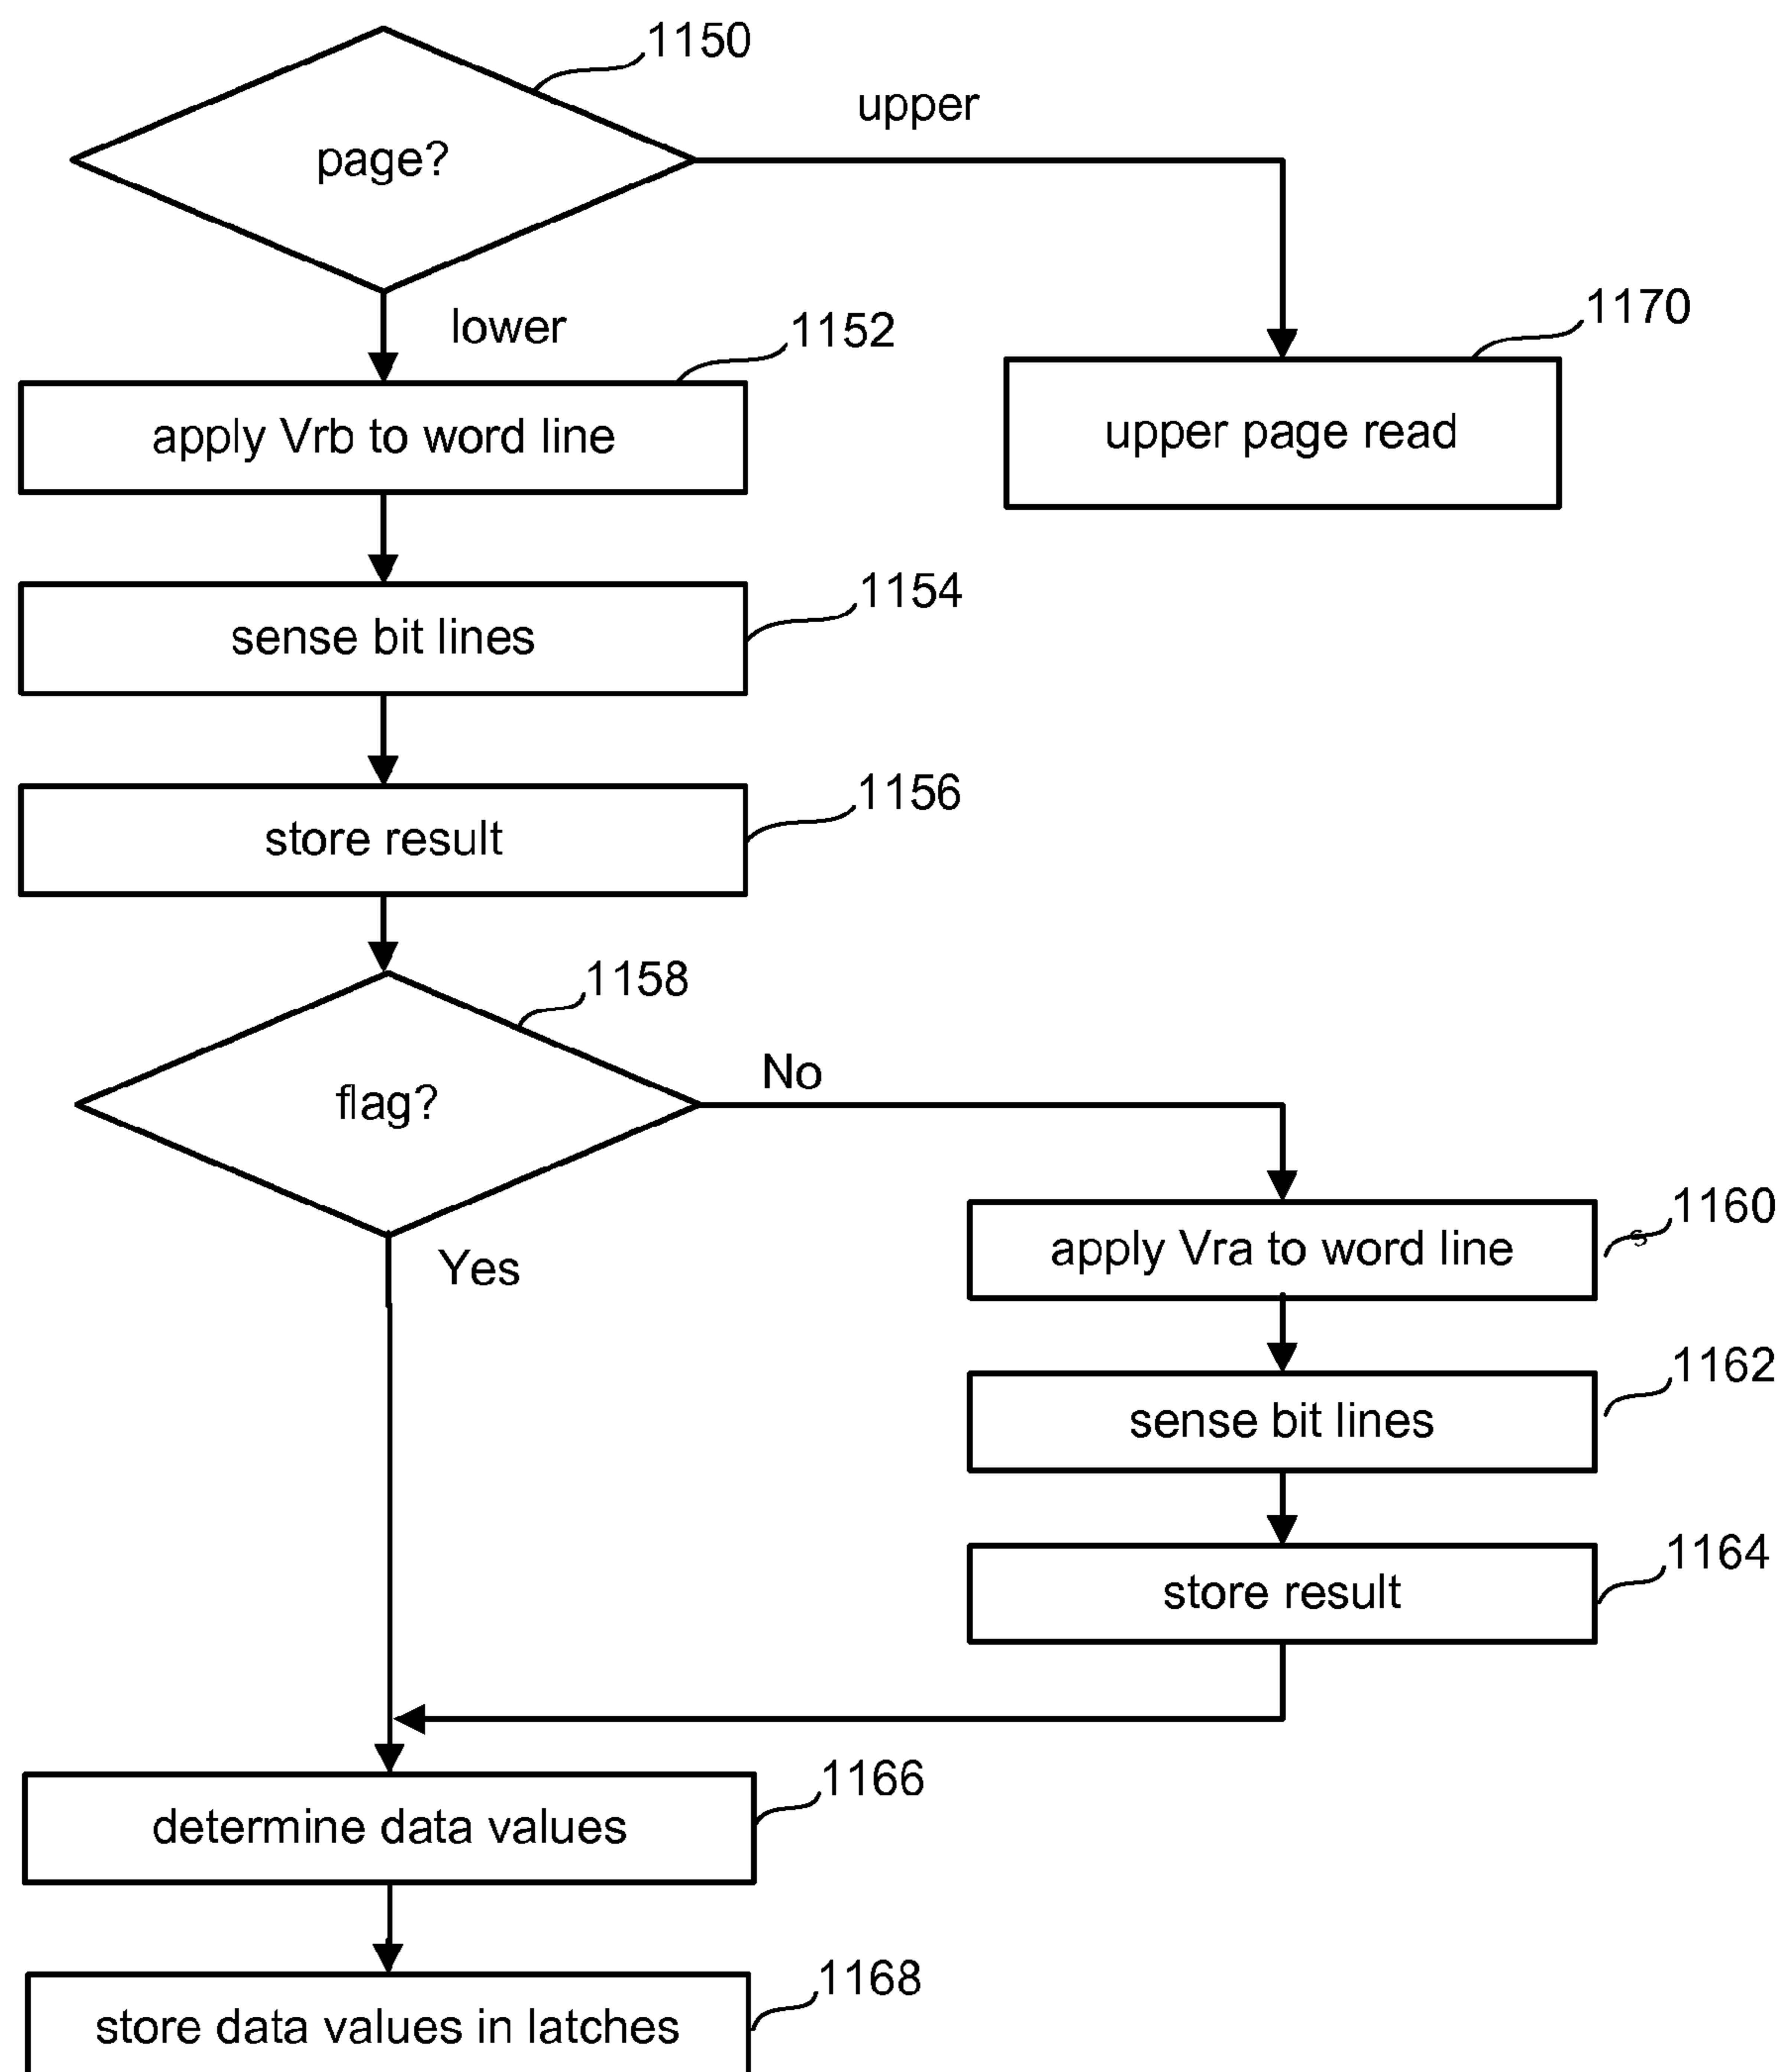 1150
upper
page?
lower
1152
1170
apply Vrb to word line
upper page read
1154
sense bit lines
1156
store result
1158
No
flag?
Yes
1160
s
apply Vra to word line
1162
sense bit lines
1164
store result
1166
determine data values
1168
store data values in latches